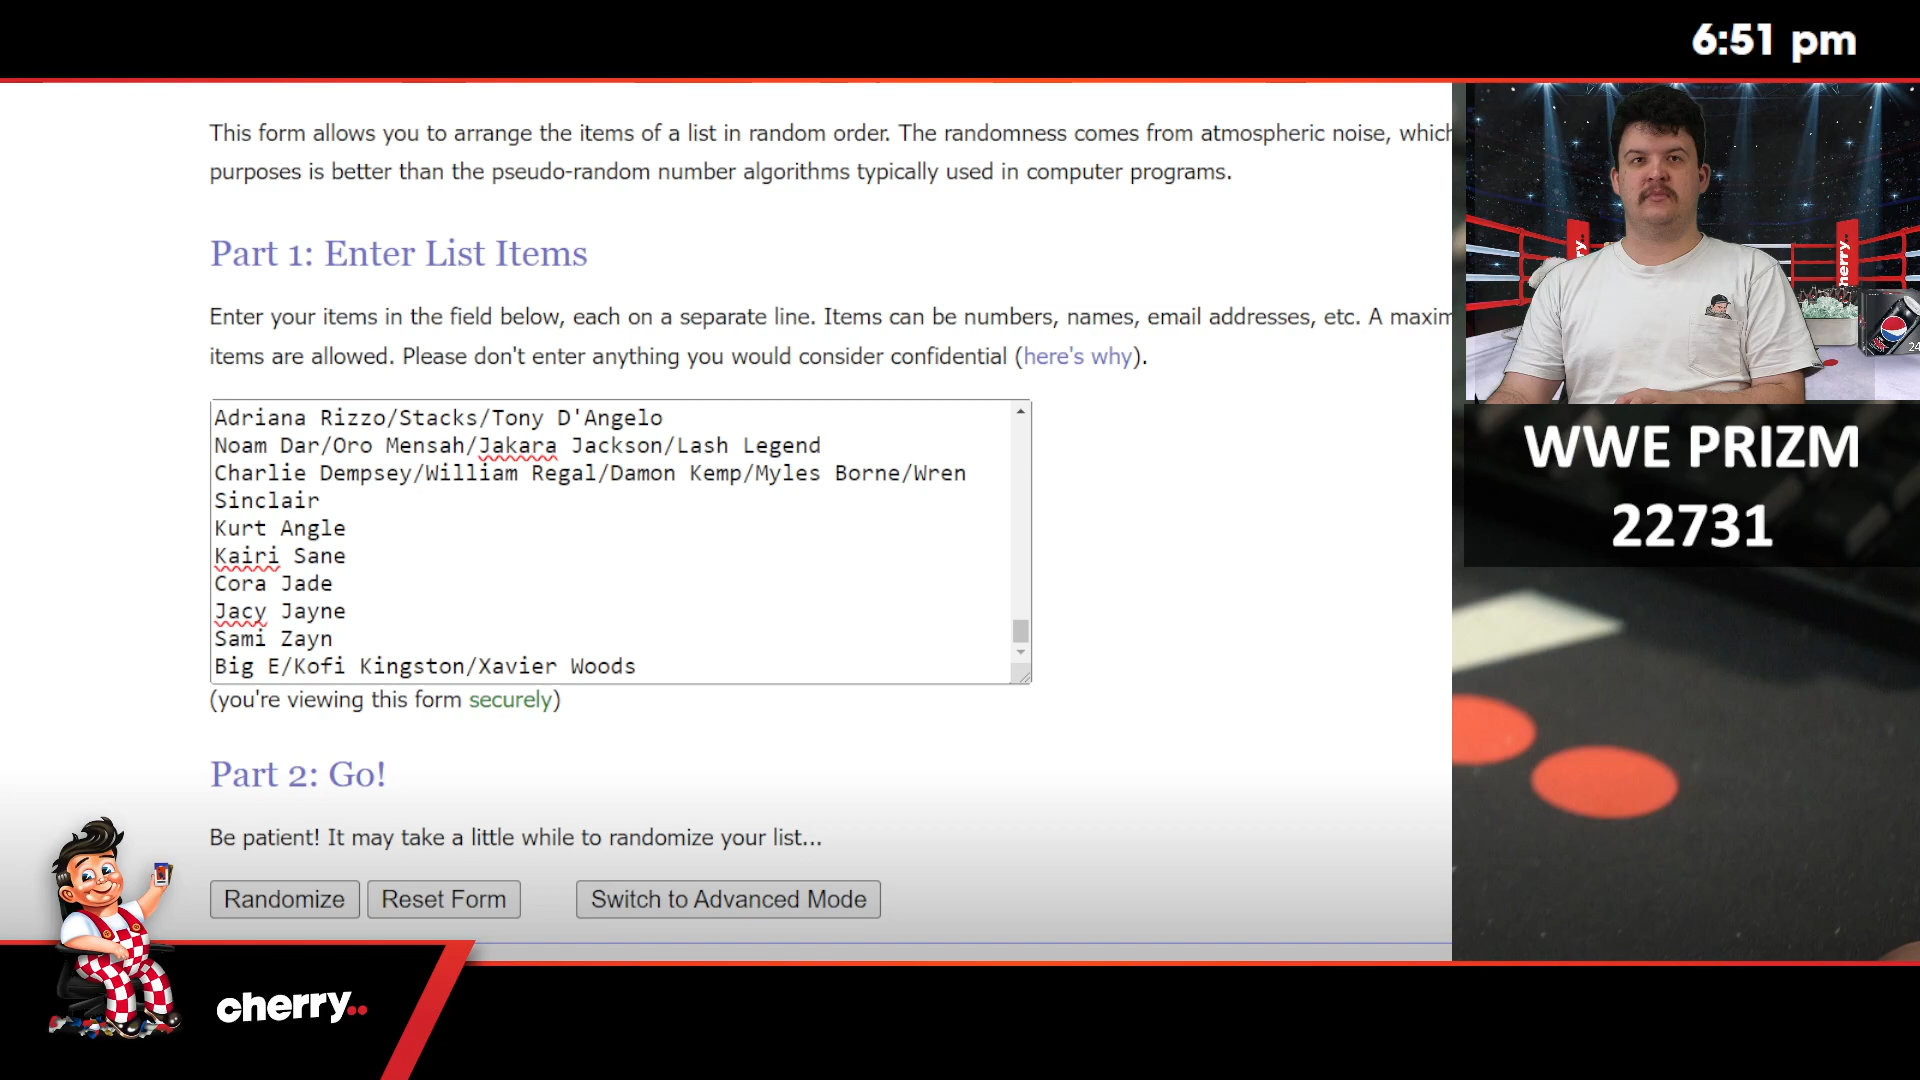 6:51 pm
This form allows you to arrange the items of a list in random order. The randomness comes from atmospheric noise, which
purposes is better than the pseudo-random number algorithms typically used in computer programs.
Part 1: Enter List Items
Enter your items in the field below, each on a separate line. Items can be numbers, names, email addresses, etc. A maxim
items are allowed. Please don't enter anything you would consider confidential (here's why).
Adriana Rizzo/Stacks/Tony D'Angelo
Noam Dar/Oro Mensah/Jakara Jackson/Lash Legend
Charlie Dempsey/William Regal/Damon Kemp/Myles Borne/Wren
Sinclair
Kurt Angle
Kairi Sane
Cora Jade
Jacy Jayne
Sami Zayn
Big E/Kofi Kingston/Xavier Woods
(you're viewing this form securely)
Part 2: Go!
Be patient! It may take a little while to randomize your list...
Randomize
Reset Form
Switch to Advanced Mode
WWE PRIZM
22731
cherry..